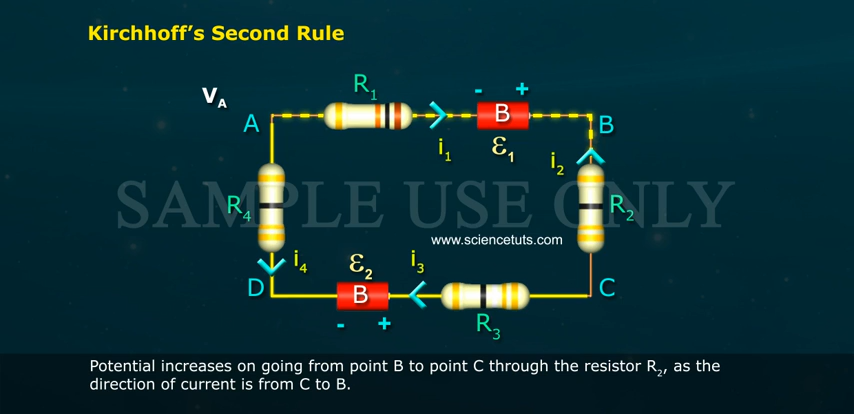 Kirchhoff's Second Rule
R1
- +
VA
A
B
B
i1
ε1
i2
SAMPLE USE ONLY
R4
R2
www.sciencetuts.com
i4
ε2
i3
D
B
C
- +
R3
Potential increases on going from point B to point C through the resistor R2, as the
direction of current is from C to B.